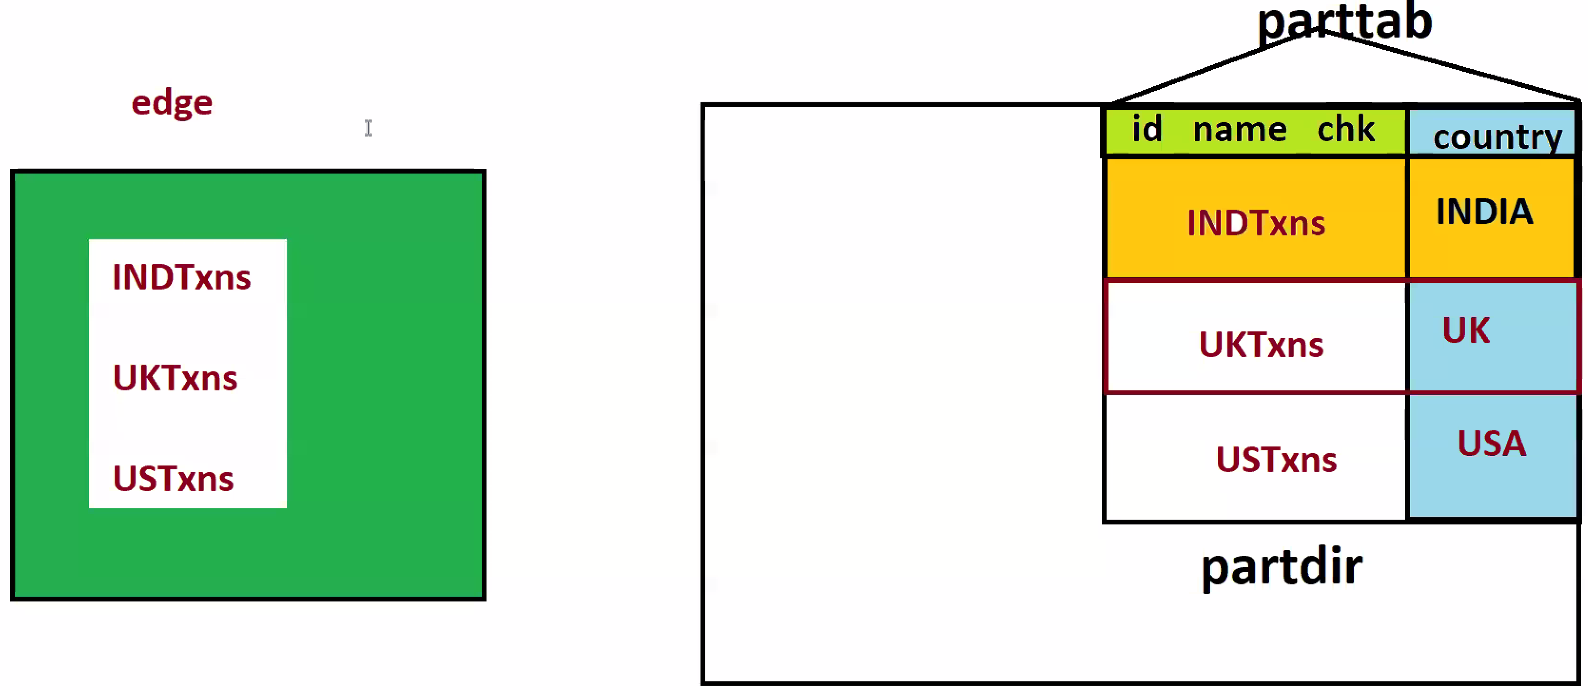 edge
INDTxns
UKTxns
USTxns
parttab
id name chk country
INDTxns INDIA
UKTxns UK
USTxns USA
partdir